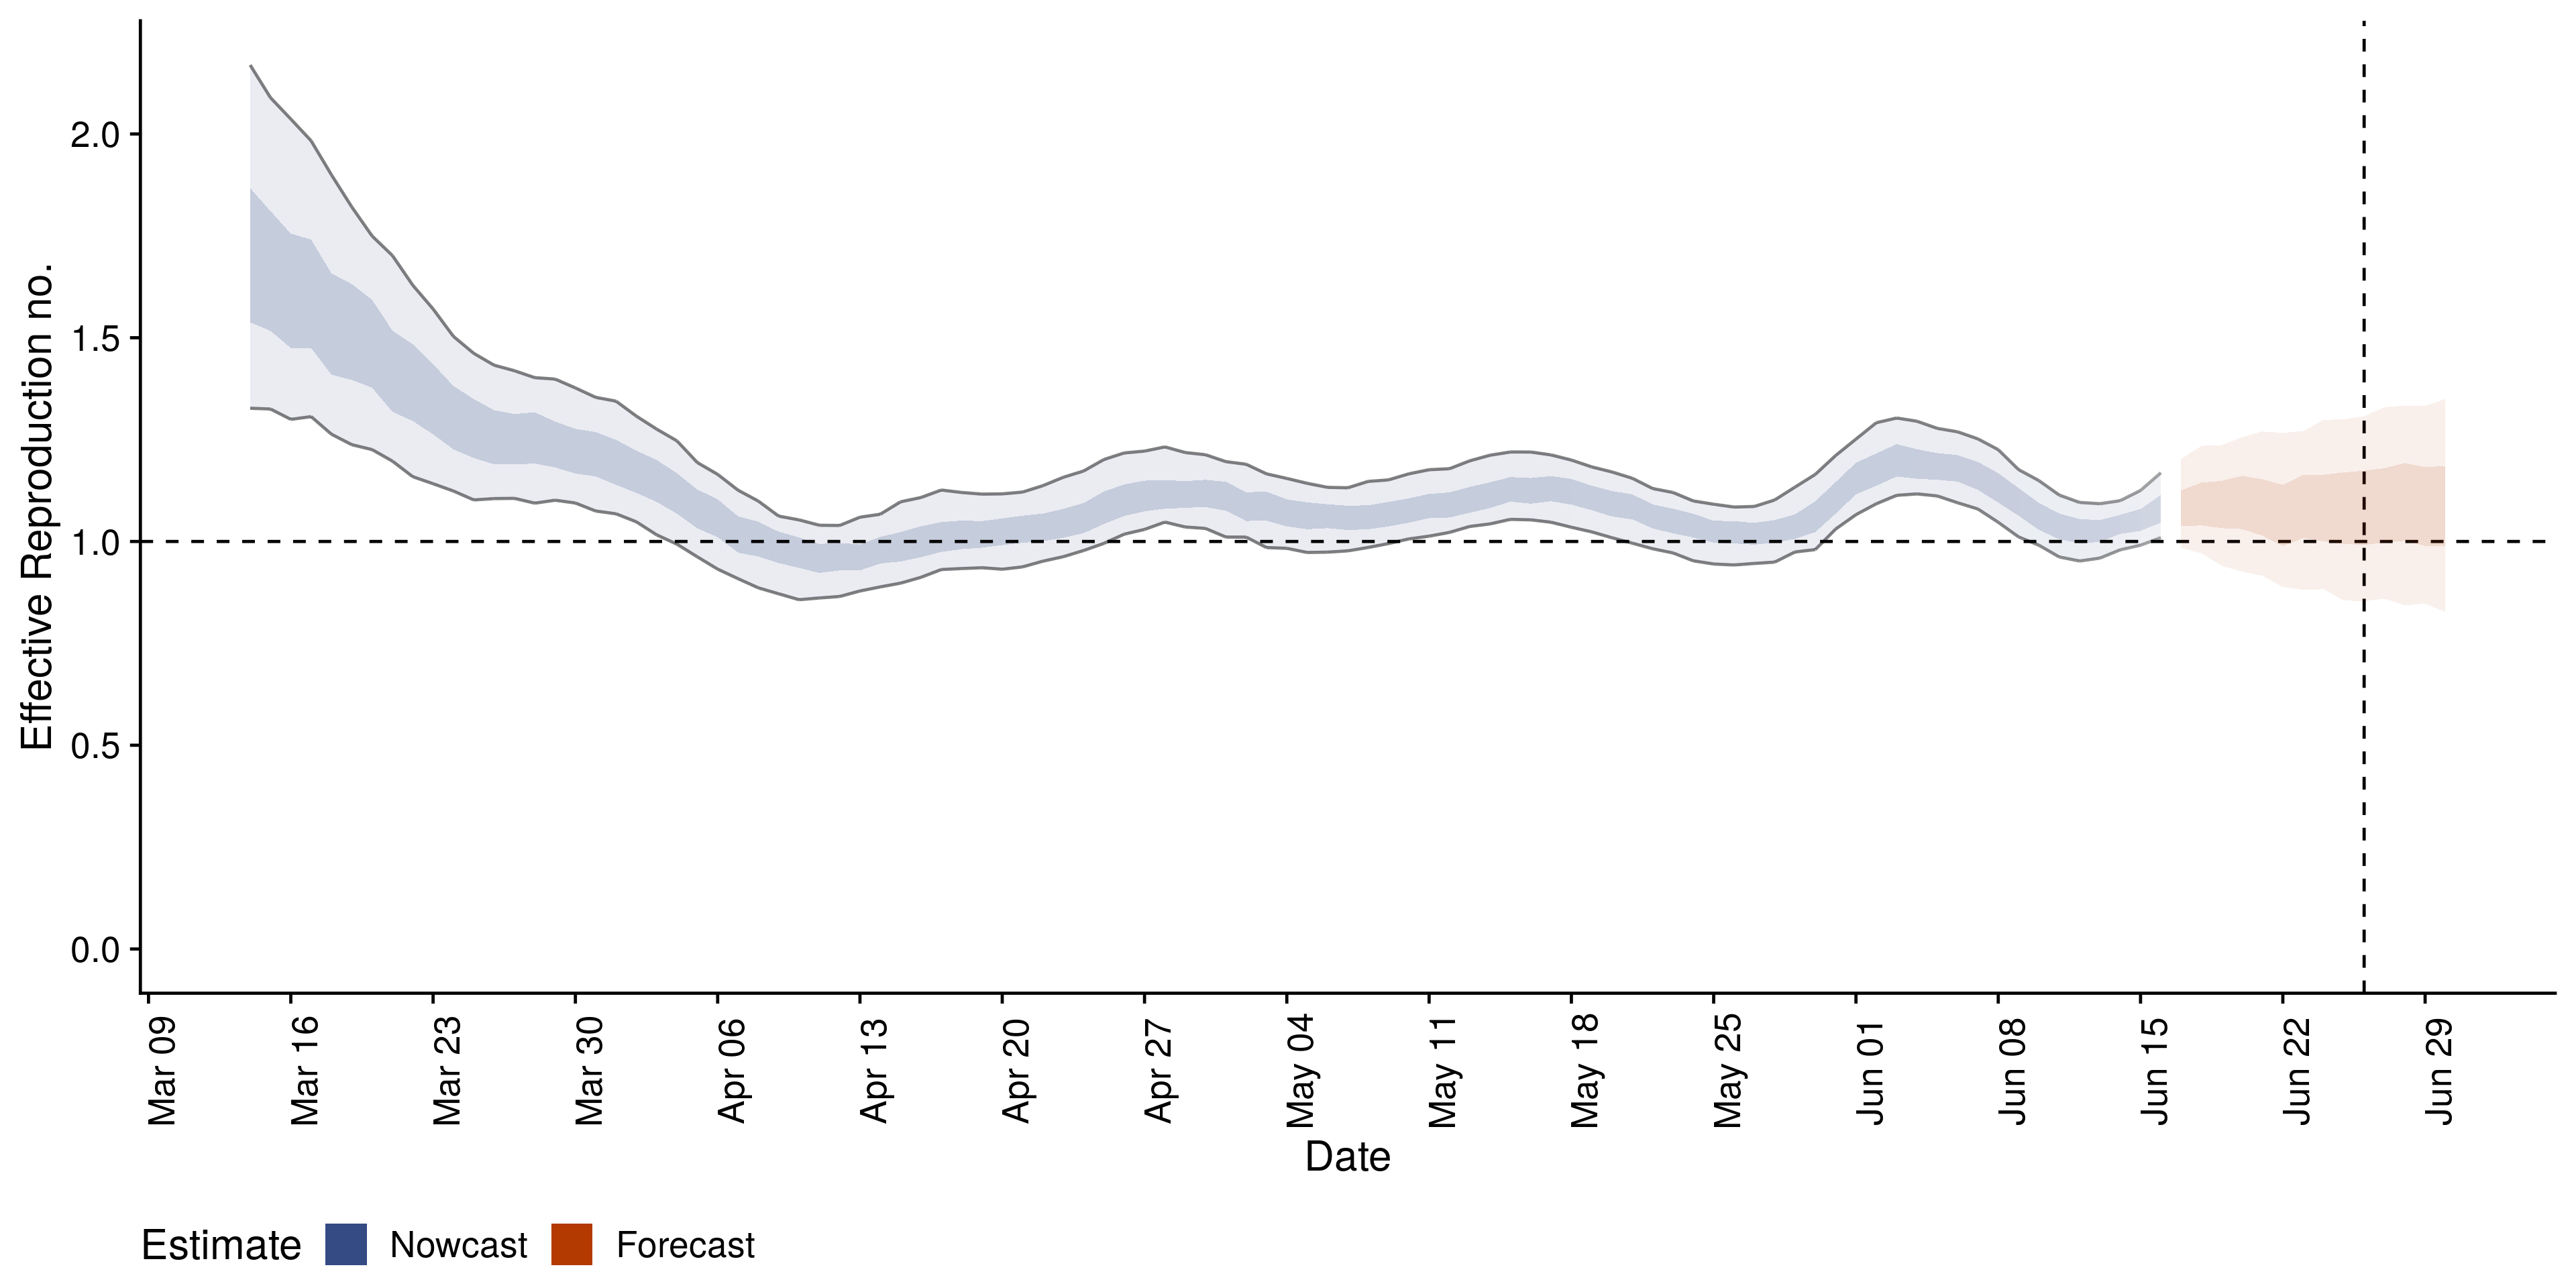 Effective Reproduction no.
2.0
1.5
1.0
0.5
0.0
Mar 09
Mar 16
Mar 23
Mar 30
Apr 06
Apr 13
Apr 20
Apr 27
May 04
May 11
May 18
May 25
Jun 01
Jun 08
Jun 15
Jun 22
Jun 29
Date
Estimate Nowcast Forecast